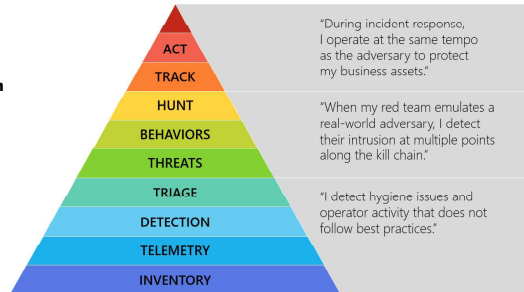 ACT
TRACK
HUNT
BEHAVIORS
THREATS
TRIAGE
DETECTION
TELEMETRY
INVENTORY
“During incident response,
I operate at the same tempo
as the adversary to protect
my business assets.”
“When my red team emulates a
real-world adversary, I detect
their intrusion at multiple points
along the kill chain.”
“I detect hygiene issues and
operator activity that does not
follow best practices.”